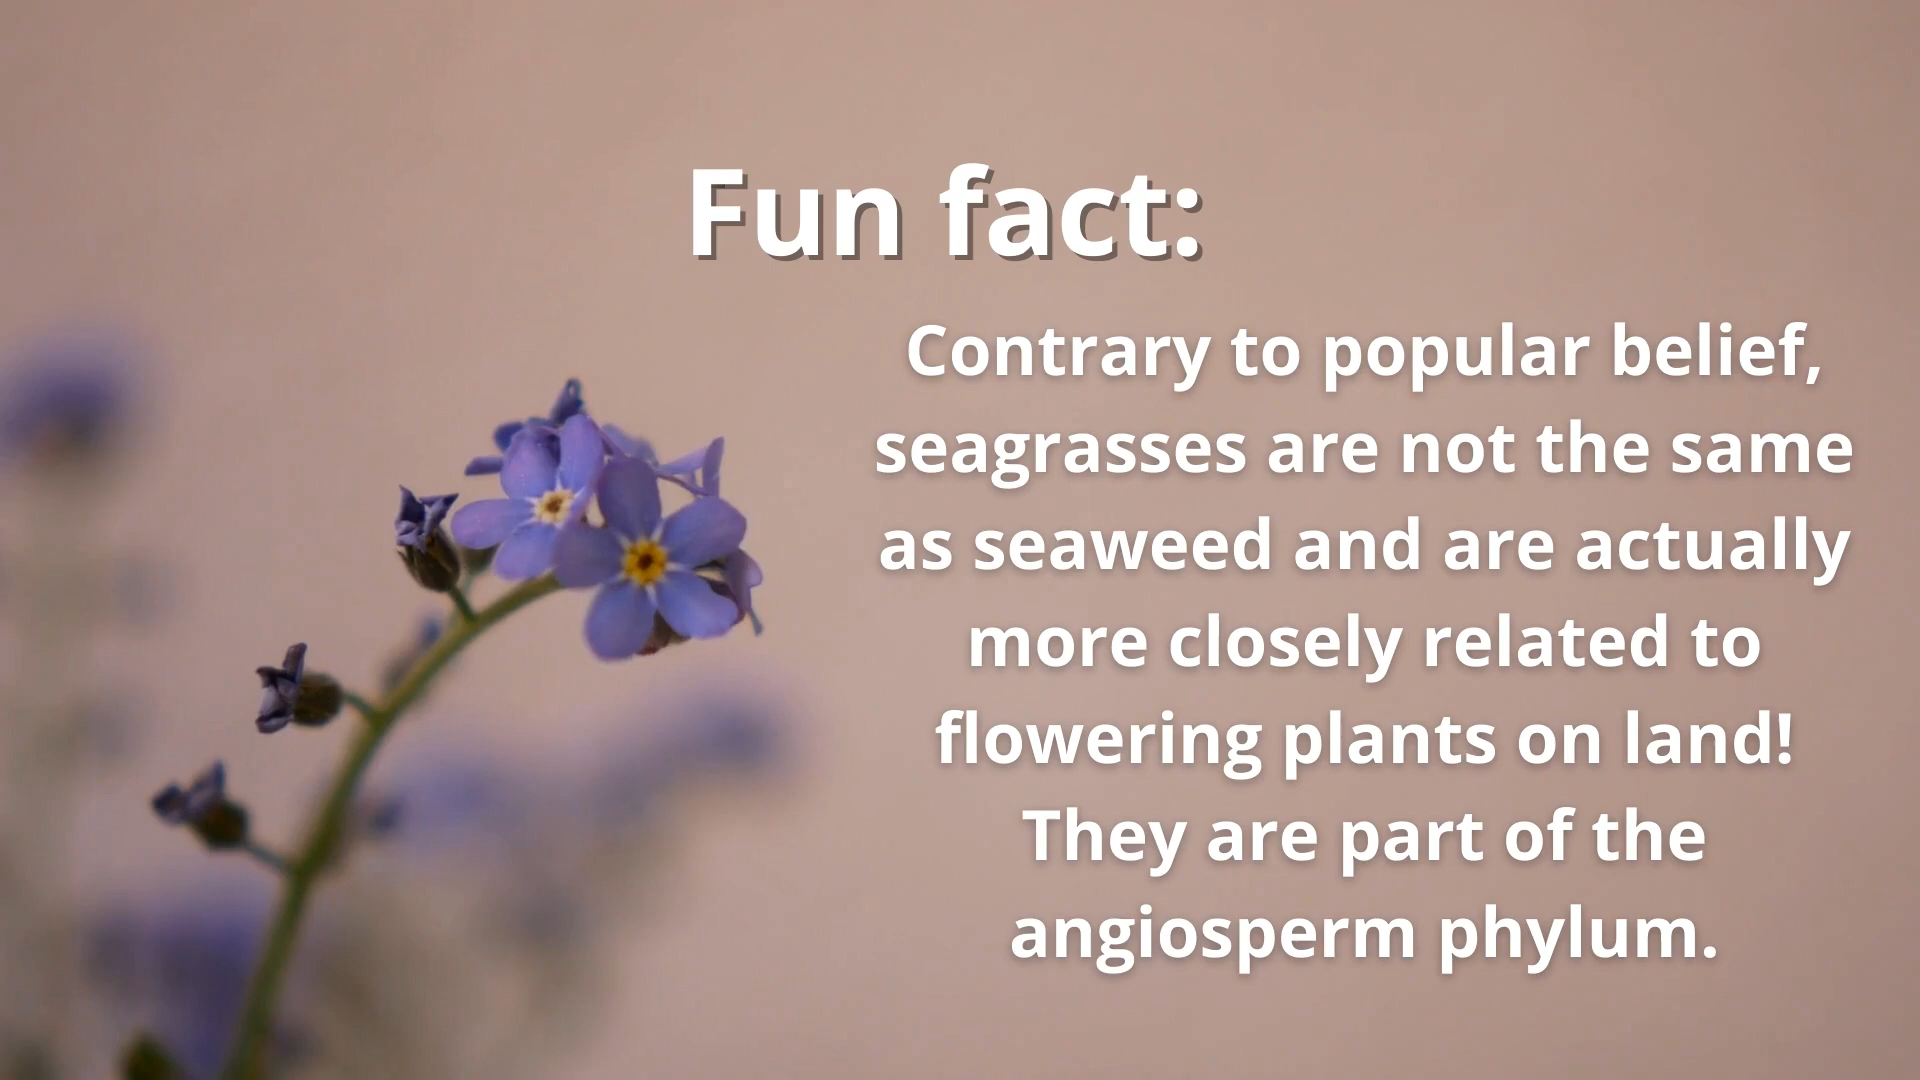 Fun fact:
Contrary to popular belief,
seagrasses are not the same
as seaweed and are actually
more closely related to
flowering plants on land!
They are part of the
angiosperm phylum.